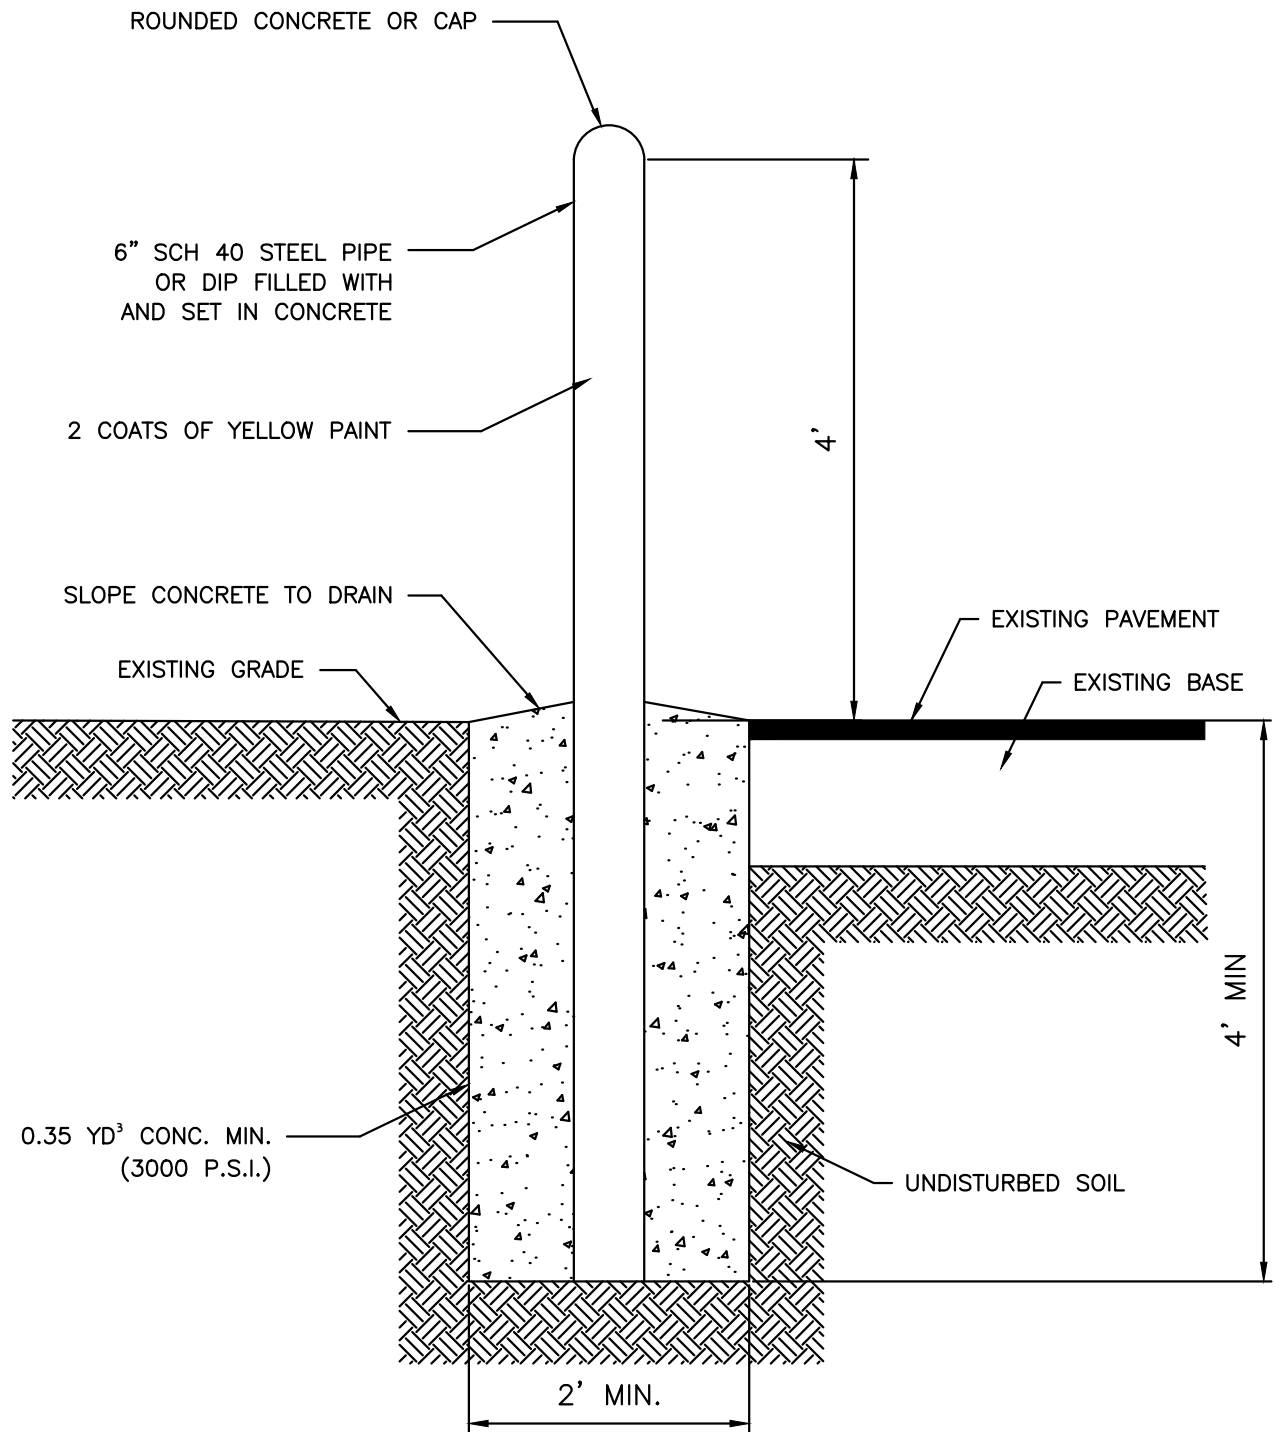 ROUNDED CONCRETE OR CAP
6” SCH 40 STEEL PIPE
OR DIP FILLED WITH
AND SET IN CONCRETE
2 COATS OF YELLOW PAINT
4'
SLOPE CONCRETE TO DRAIN
EXISTING PAVEMENT
EXISTING GRADE
EXISTING BASE
4' MIN
0.35 YD³ CONC. MIN.
(3000 P.S.I.)
UNDISTURBED SOIL
2' MIN.